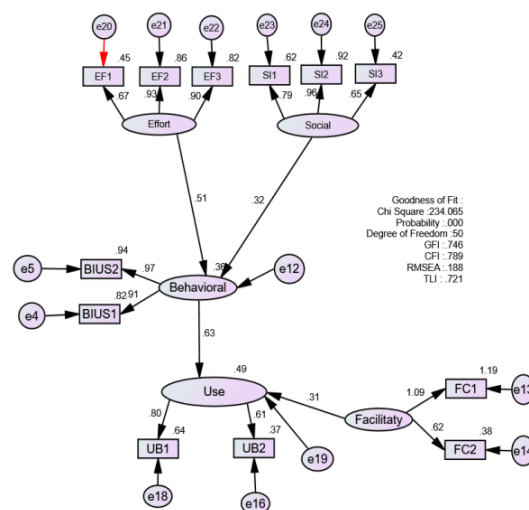 e20 e21 e22 e23 e24 e25
.45 .86 .82 .62 .92 .42
EF1 EF2 EF3 SI1 SI2 SI3
.67 .93 .90 .79 .96 .65
Effort Social
.51 .32
Goodness of Fit :
Chi Square :234.065
Probability :.000
Degree of Freedom :50
GFI :.746
CFI :.789
RMSEA :.188
TLI : .721
.94 .36
e5 BIUS2 .97 e12
Behavioral
.82 .91
e4 BIUS1
.63
.49 1.19
Use .31 1.09 FC1 e13
Facilitaty
.80 .61 .62 .38
.64 .37 FC2 e14
UB1 UB2 e19
e18 e16